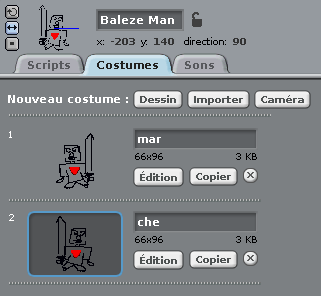 Baleze Man
x: -203 y: 140 direction: 90
Scripts Costumes Sons
Nouveau costume : Dessin Importer Caméra
1
mar
66x96 3 KB
Édition Copier
2
che
66x96 3 KB
Édition Copier